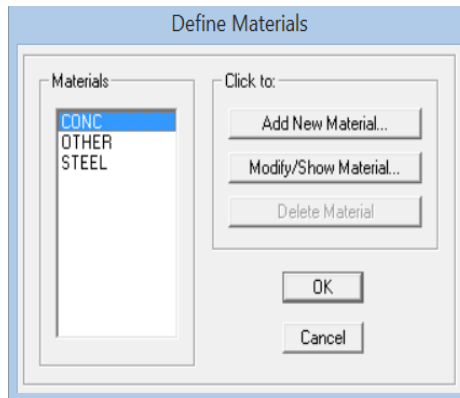 Define Materials
Materials
CONC
OTHER
STEEL
Click to:
Add New Material...
Modify/Show Material...
Delete Material
OK
Cancel